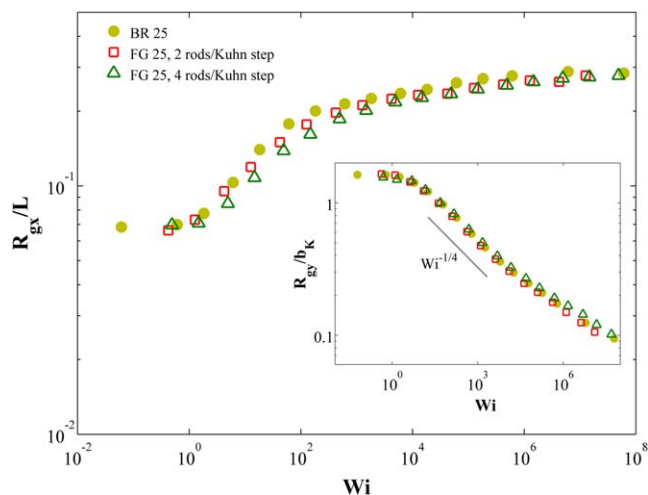 BR 25
FG 25, 2 rods/Kuhn step
FG 25, 4 rods/Kuhn step
R_gx/L
10^-1
10^-2
10^-2 10^0 10^2 10^4 10^6 10^8
Wi
R_gy/b_K
1
0.1
Wi^-1/4
10^0 10^3 10^6
Wi